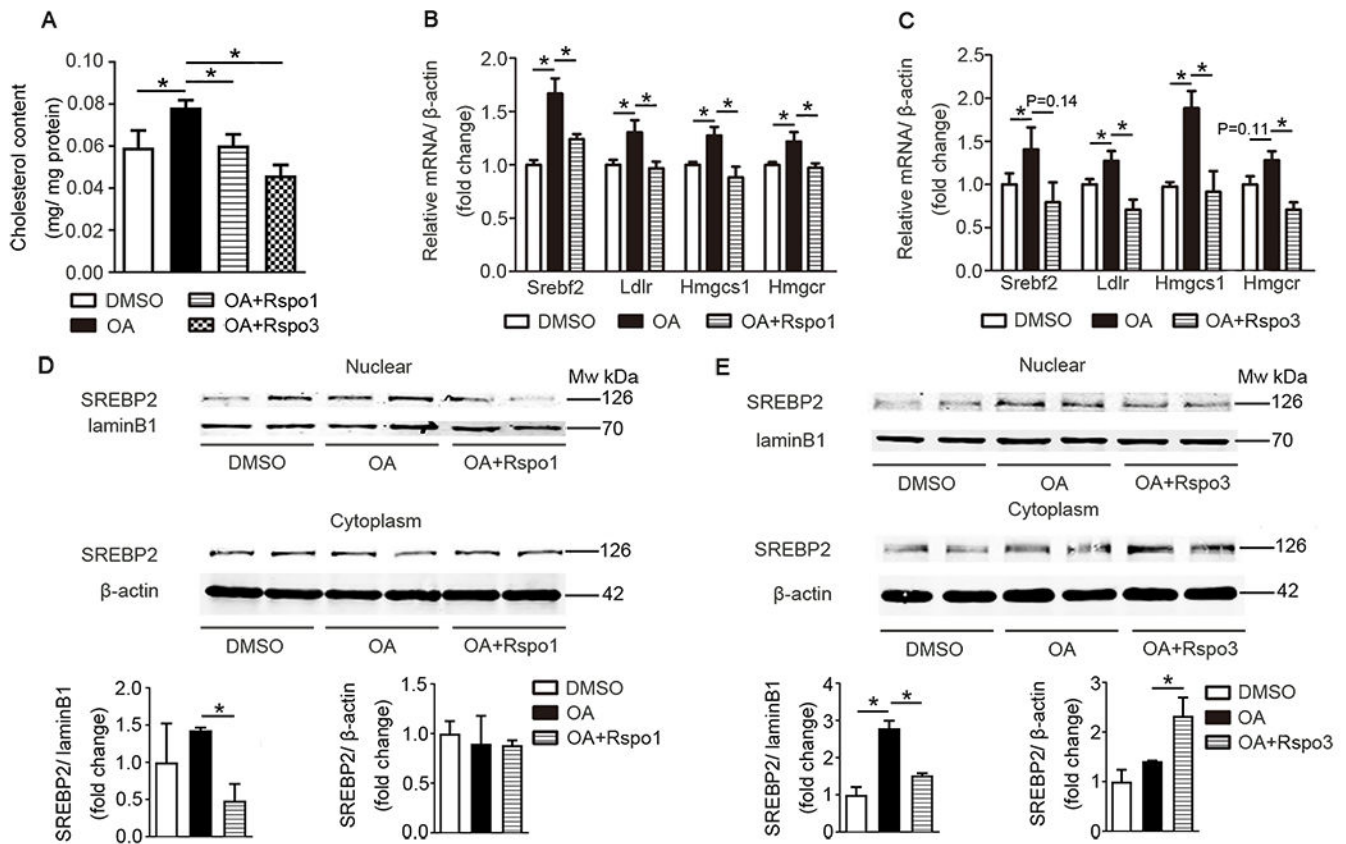 A
Cholesterol content
(mg/ mg protein)
0.10
0.08
0.06
0.04
0.02
0.00
*
*
*
DMSO
OA
OA+Rspo1
OA+Rspo3
B
Relative mRNA/ β-actin
(fold change)
2.0
1.5
1.0
0.5
0.0
* *
* *
* *
* *
Srebf2 Ldlr Hmgcs1 Hmgcr
DMSO OA OA+Rspo1
C
Relative mRNA/ β-actin
(fold change)
2.5
2.0
1.5
1.0
0.5
0.0
* P=0.14
* *
* *
P=0.11 *
Srebf2 Ldlr Hmgcs1 Hmgcr
DMSO OA OA+Rspo3
D
Nuclear
Mw kDa
SREBP2 126
laminB1 70
DMSO OA OA+Rspo1
Cytoplasm
SREBP2 126
β-actin 42
DMSO OA OA+Rspo1
SREBP2/ laminB1
(fold change)
2.0
1.5
1.0
0.5
0.0
*
SREBP2/ β-actin
(fold change)
1.5
1.0
0.5
0.0
DMSO
OA
OA+Rspo1
E
Nuclear
Mw kDa
SREBP2 126
laminB1 70
DMSO OA OA+Rspo3
Cytoplasm
SREBP2 126
β-actin 42
DMSO OA OA+Rspo3
SREBP2/ laminB1
(fold change)
4
3
2
1
0
* *
SREBP2/ β-actin
(fold change)
3
2
1
0
*
DMSO
OA
OA+Rspo3